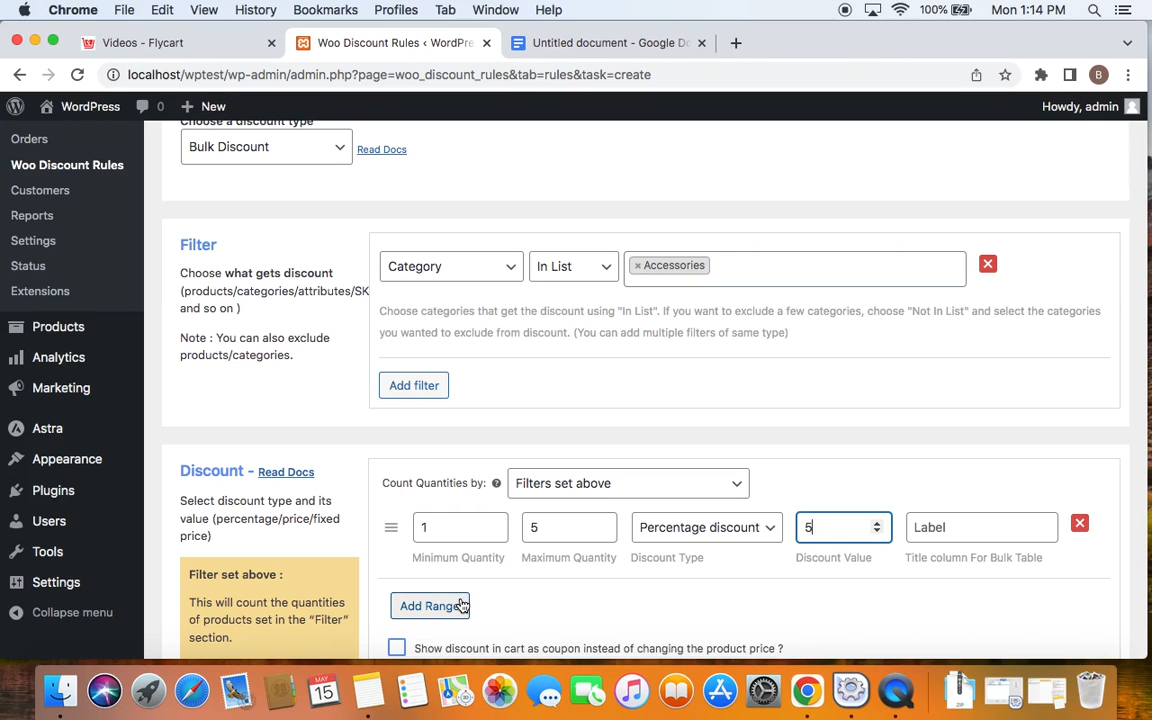 Chrome File Edit View History Bookmarks Profiles Tab Window Help 100% Mon 1:14 PM
Videos - Flycart
Woo Discount Rules ‹ WordPre
Untitled document - Google Do
localhost/wptest/wp-admin/admin.php?page=woo_discount_rules&tab=rules&task=create
B
WordPress 0 New
Howdy, admin
Orders
Woo Discount Rules
Customers
Reports
Settings
Status
Extensions
Products
Analytics
Marketing
Astra
Appearance
Plugins
Users
Tools
Settings
Collapse menu
Choose a discount type
Bulk Discount Read Docs
Filter
Choose what gets discount
(products/categories/attributes/SK
and so on )
Note : You can also exclude
products/categories.
Category In List × Accessories
Choose categories that get the discount using "In List". If you want to exclude a few categories, choose "Not In List" and select the categories
you wanted to exclude from discount. (You can add multiple filters of same type)
Add filter
Discount - Read Docs
Select discount type and its
value (percentage/price/fixed
price)
Filter set above :
This will count the quantities
of products set in the "Filter"
section.
Count Quantities by: Filters set above
1 5 Percentage discount 5 Label
Minimum Quantity Maximum Quantity Discount Type Discount Value Title column For Bulk Table
Add Range
Show discount in cart as coupon instead of changing the product price ?
MAY
15
ZIP